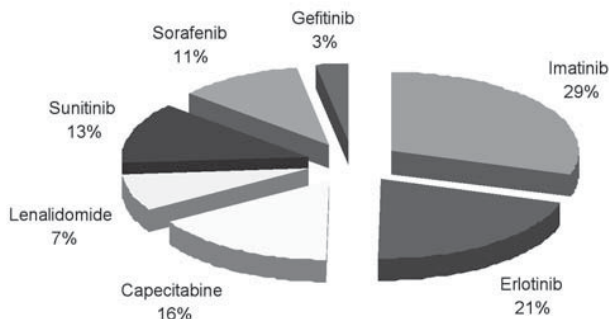 Gefitinib
3%
Imatinib
29%
Erlotinib
21%
Capecitabine
16%
Lenalidomide
7%
Sunitinib
13%
Sorafenib
11%